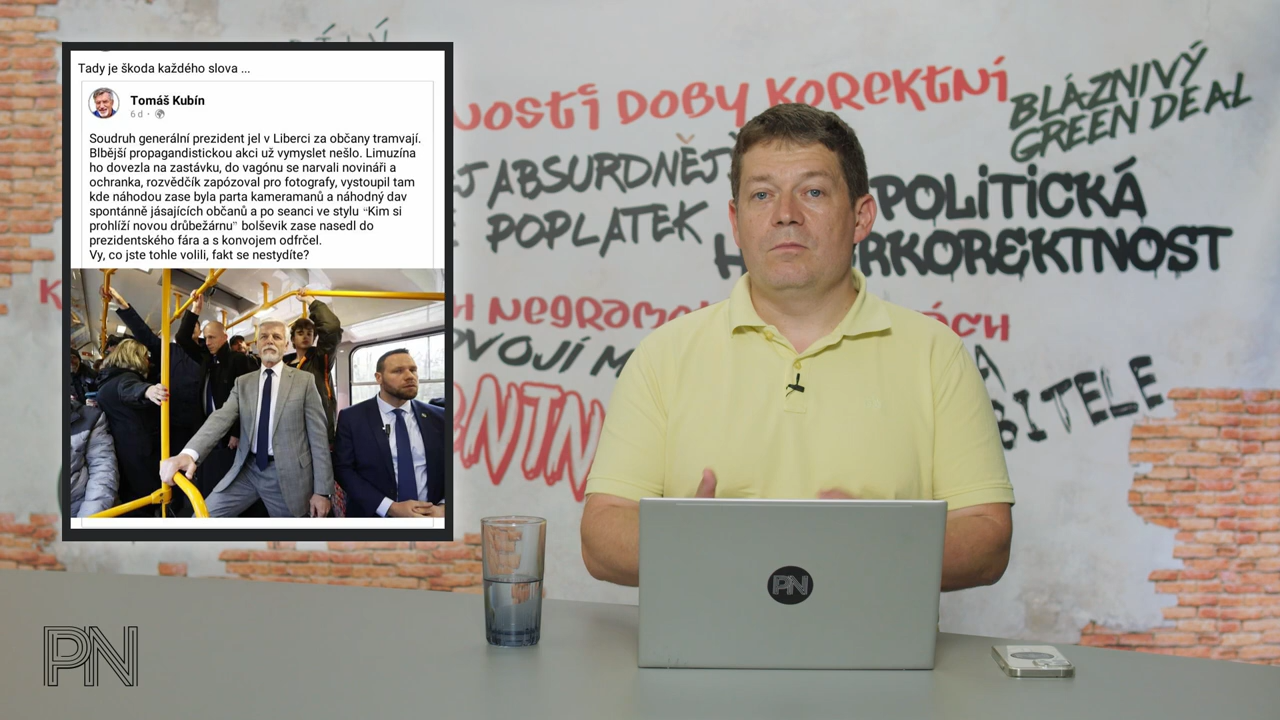 Tady je škoda každého slova ...
Tomáš Kubín
6 d
Soudruh generální prezident jel v Liberci za občany tramvají.
Blbější propagandistickou akci už vymyslet nešlo. Limuzína
ho dovezla na zastávku, do vagónu se narvali novináři a
ochranka, rozvědčík zapózoval pro fotografy, vystoupil tam
kde náhodou zase byla parta kameramanů a náhodný dav
spontánně jásajících občanů a po seanci ve stylu “Kim si
prohlíží novou drůbežárnu” bolševik zase nasedl do
prezidentského fára a s konvojem odfrčel.
Vy, co jste tohle volili, fakt se nestydíte?
NOSTÍ DOBY KOREKTNÍ
BLÁZNIVÝ
GREEN DEAL
ABSURDNĚJ
POPLATEK
POLITICKÁ
RKOREKTNOST
VOJÍ
PN
PN